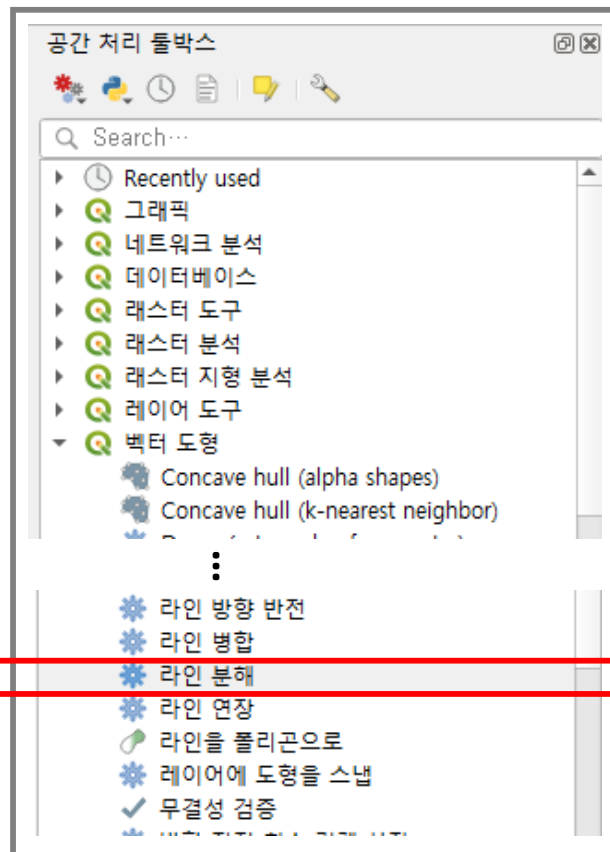 공간 처리 툴박스
Search…
Recently used
그래픽
네트워크 분석
데이터베이스
래스터 도구
래스터 분석
래스터 지형 분석
레이어 도구
벡터 도형
Concave hull (alpha shapes)
Concave hull (k-nearest neighbor)
라인 방향 반전
라인 병합
라인 분해
라인 연장
라인을 폴리곤으로
레이어에 도형을 스냅
무결성 검증